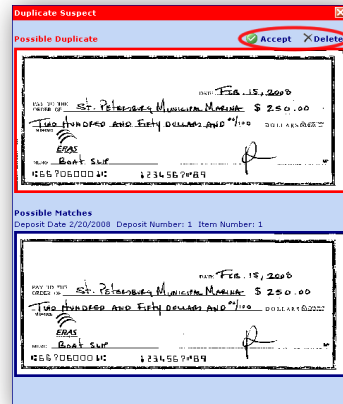 Duplicate Suspect
Possible Duplicate Accept Delete
DATE FEB. 15, 2008
PAY TO THE
ORDER OF ST. PETERSBURG MUNICIPAL MARINA $ 250.00
TWO HUNDRED AND FIFTY DOLLARS AND 00/100 DOLLARS
ERAS
MEMO BOAT SLIP
Possible Matches
Deposit Date 2/20/2008 Deposit Number: 1 Item Number: 1
DATE FEB. 15, 2008
PAY TO THE
ORDER OF ST. PETERSBURG MUNICIPAL MARINA $ 250.00
TWO HUNDRED AND FIFTY DOLLARS AND 00/100 DOLLARS
ERAS
MEMO BOAT SLIP